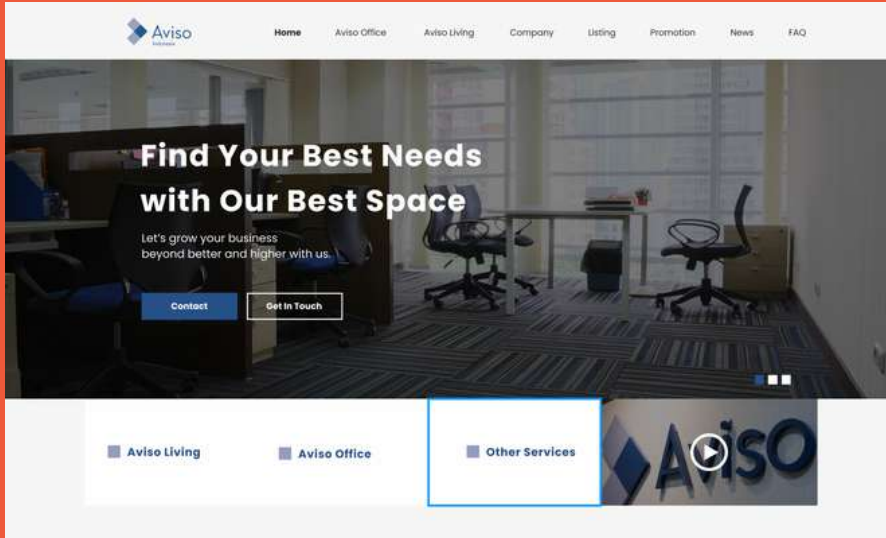 Aviso
Indonesia
Home
Aviso Office
Aviso Living
Company
Listing
Promotion
News
FAQ
Find Your Best Needs
with Our Best Space
Let's grow your business
beyond better and higher with us.
Contact
Get In Touch
Aviso Living
Aviso Office
Other Services
Aviso